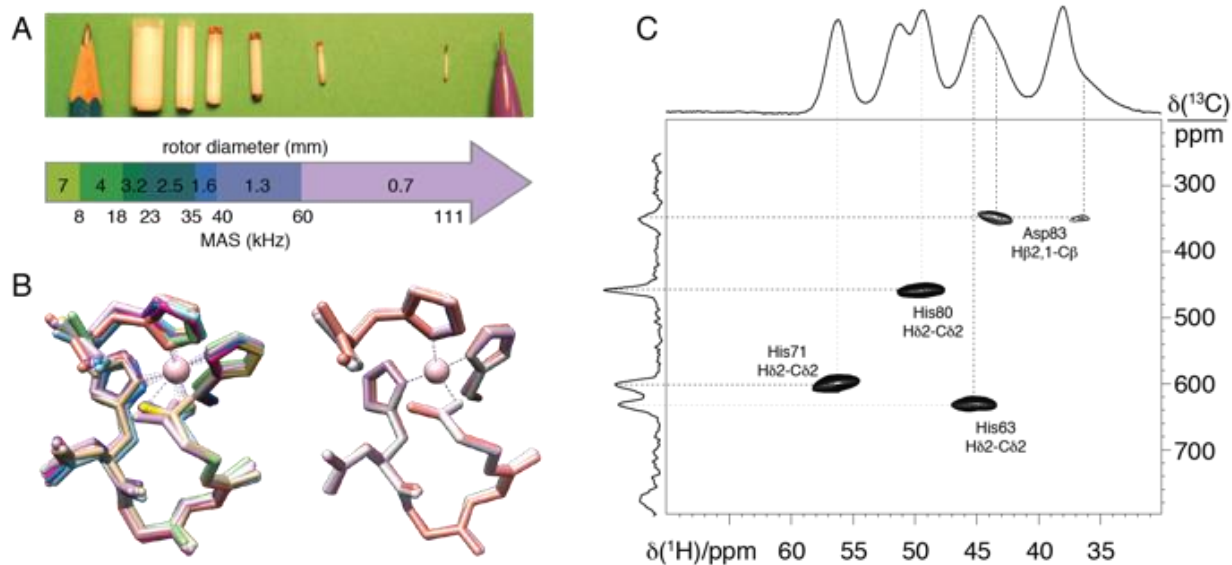 A
rotor diameter (mm)
7 4 3.2 2.5 1.6 1.3 0.7
8 18 23 35 40 60 111
MAS (kHz)
B
C
δ(¹³C)
ppm
300
400
500
600
700
Asp83
Hβ2,1-Cβ
His80
Hδ2-Cδ2
His71
Hδ2-Cδ2
His63
Hδ2-Cδ2
δ(¹H)/ppm 60 55 50 45 40 35